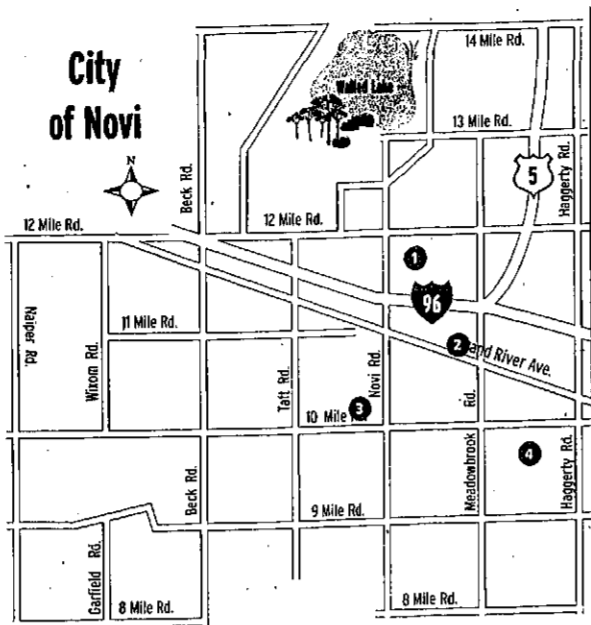 City
of Novi
N
14 Mile Rd.
Walled Lake
13 Mile Rd.
Beck Rd.
5
Haggerty Rd.
12 Mile Rd.
12 Mile Rd.
1
96
Naiper Rd.
11 Mile Rd.
Wixom Rd.
Taft Rd.
Novi Rd.
2
and River Ave.
Rd.
3
10 Mile
Meadowbrook
4
Haggerty Rd.
Beck Rd.
9 Mile Rd.
Garfield Rd.
8 Mile Rd.
8 Mile Rd.